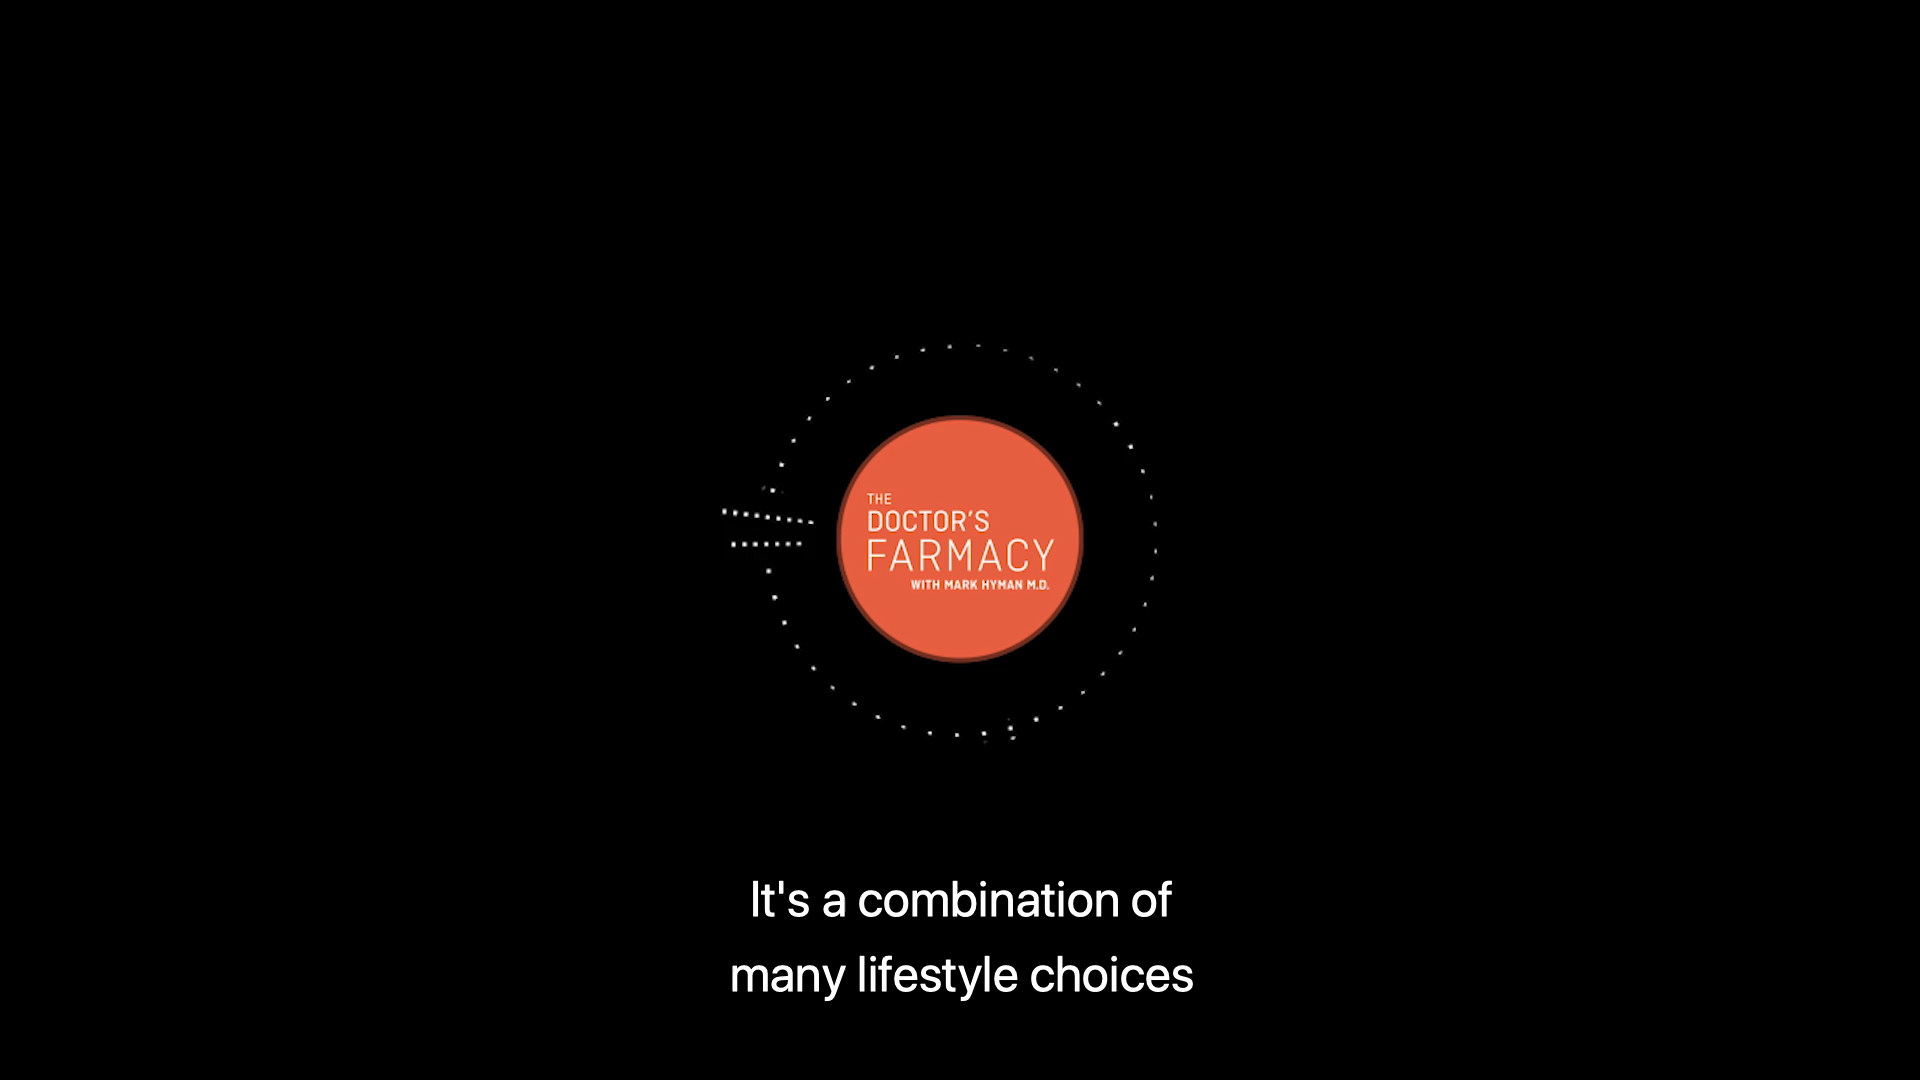 THE
DOCTOR'S
FARMACY
WITH MARK HYMAN M.D.
It's a combination of
many lifestyle choices